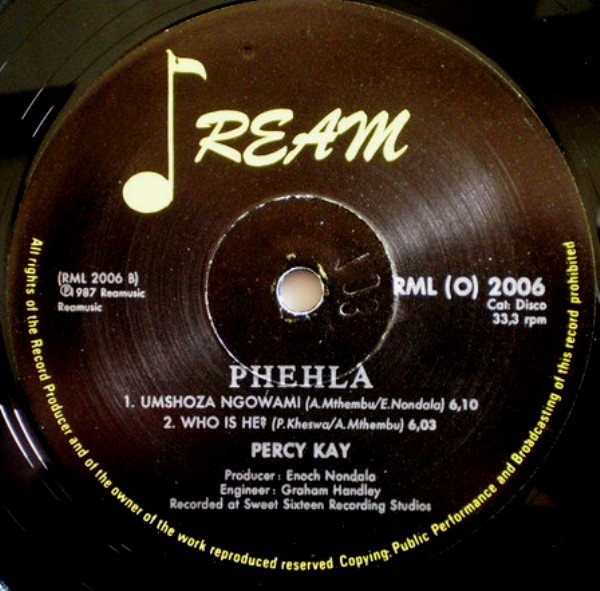 REAM
(RML 2006 B)
Ⓟ1987 Reamusic
Reamusic
RML (O) 2006
Cat: Disco
33,3 rpm
113
PHEHLA
1. UMSHOZA NGOWAMI (A.Mthembu/E.Nondala) 6,10
2. WHO IS HE? (P.Kheswa/A.Mthembu) 6,03
PERCY KAY
Producer: Enoch Nondala
Engineer: Graham Handley
Recorded at Sweet Sixteen Recording Studios
All rights of the Record Producer and of the owner of the work reproduced reserved Copying: Public Performance and Broadcasting of this record prohibited